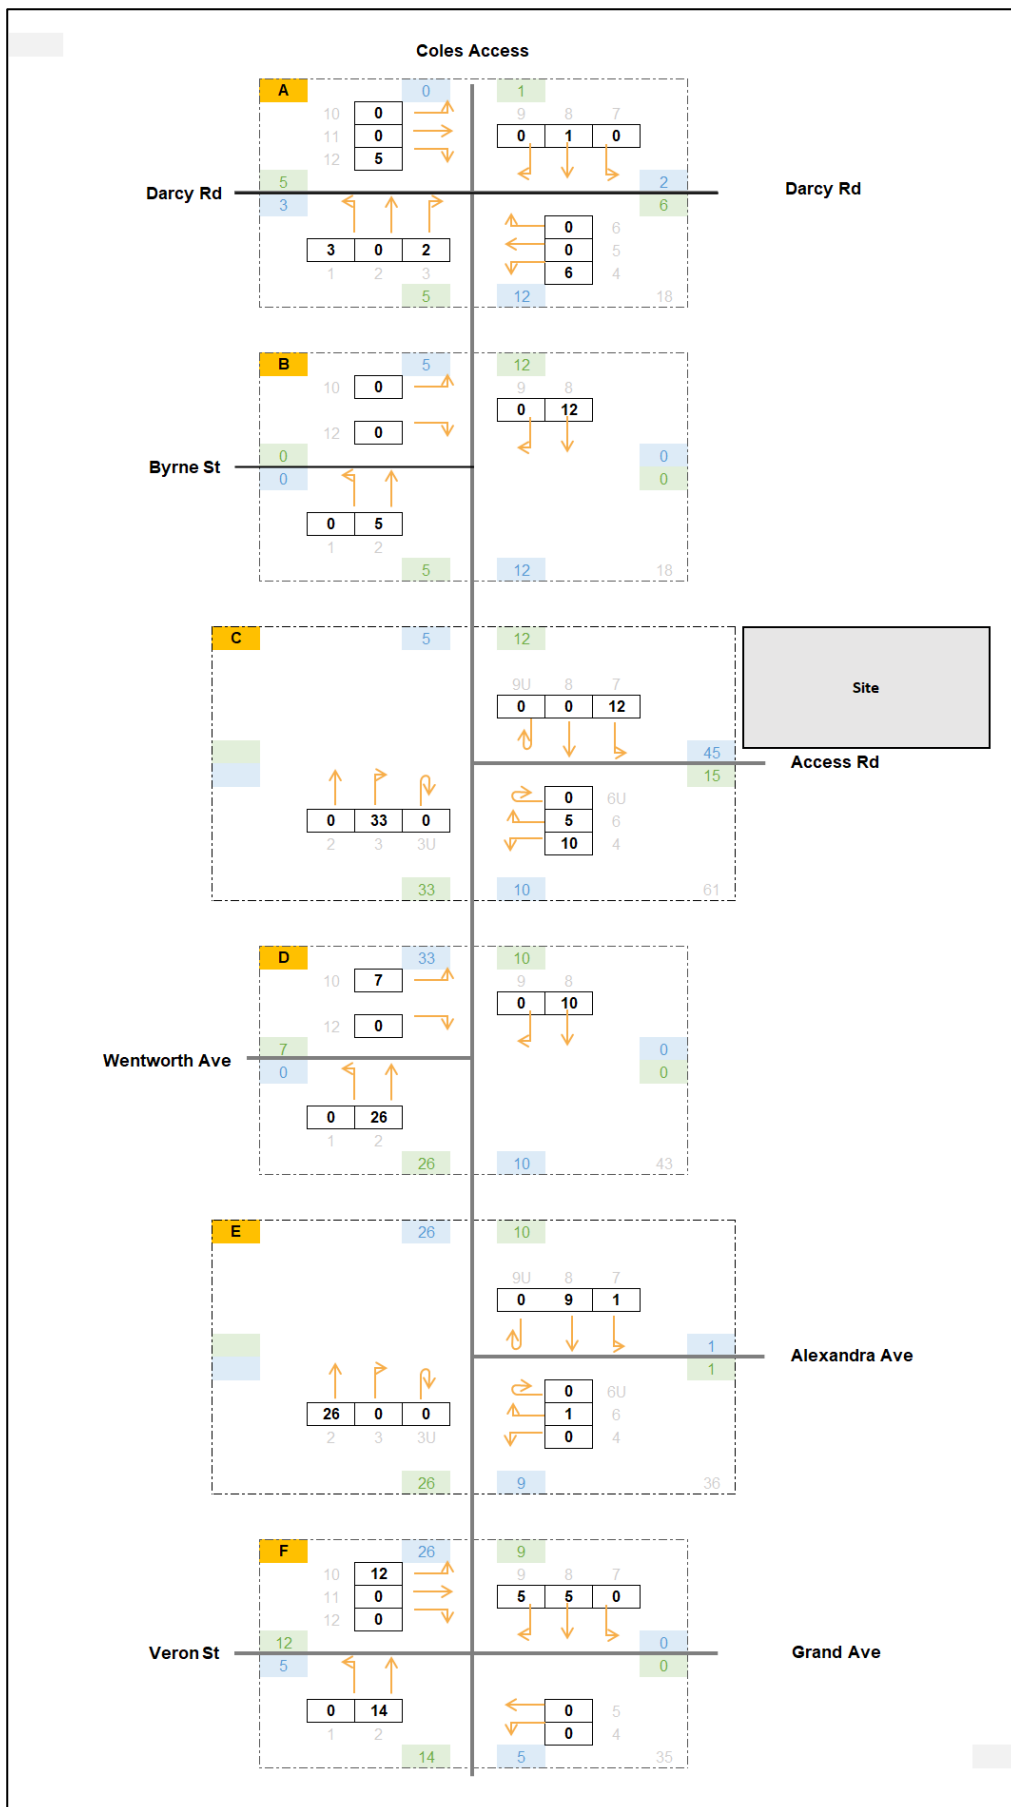 Coles Access
A 0 1
10 0 9 8 7
11 0 0 1 0
12 5
5 2
Darcy Rd Darcy Rd
3 6
0 6
3 0 2 0 5
1 2 3 6 4
5 12 18
B 5 12
10 0 9 8
0 12
12 0
0 0
Byrne St
0 0
0 5
1 2
5 12 18
C 5 12
9U 8 7
0 0 12
Site
45
Access Rd
15
0 6U
0 33 0 5 6
2 3 3U 10 4
33 10 61
D 33 10
10 7 9 8
0 10
12 0
7 0
Wentworth Ave
0 0
0 26
1 2
26 10 43
E 26 10
9U 8 7
0 9 1
1
Alexandra Ave
1
0 6U
26 0 0 1 6
2 3 3U 0 4
26 9 36
F 26 9
10 12 9 8 7
11 0 5 5 0
12 0
12 0
Veron St Grand Ave
5 0
0 14 0 5
1 2 0 4
14 5 35